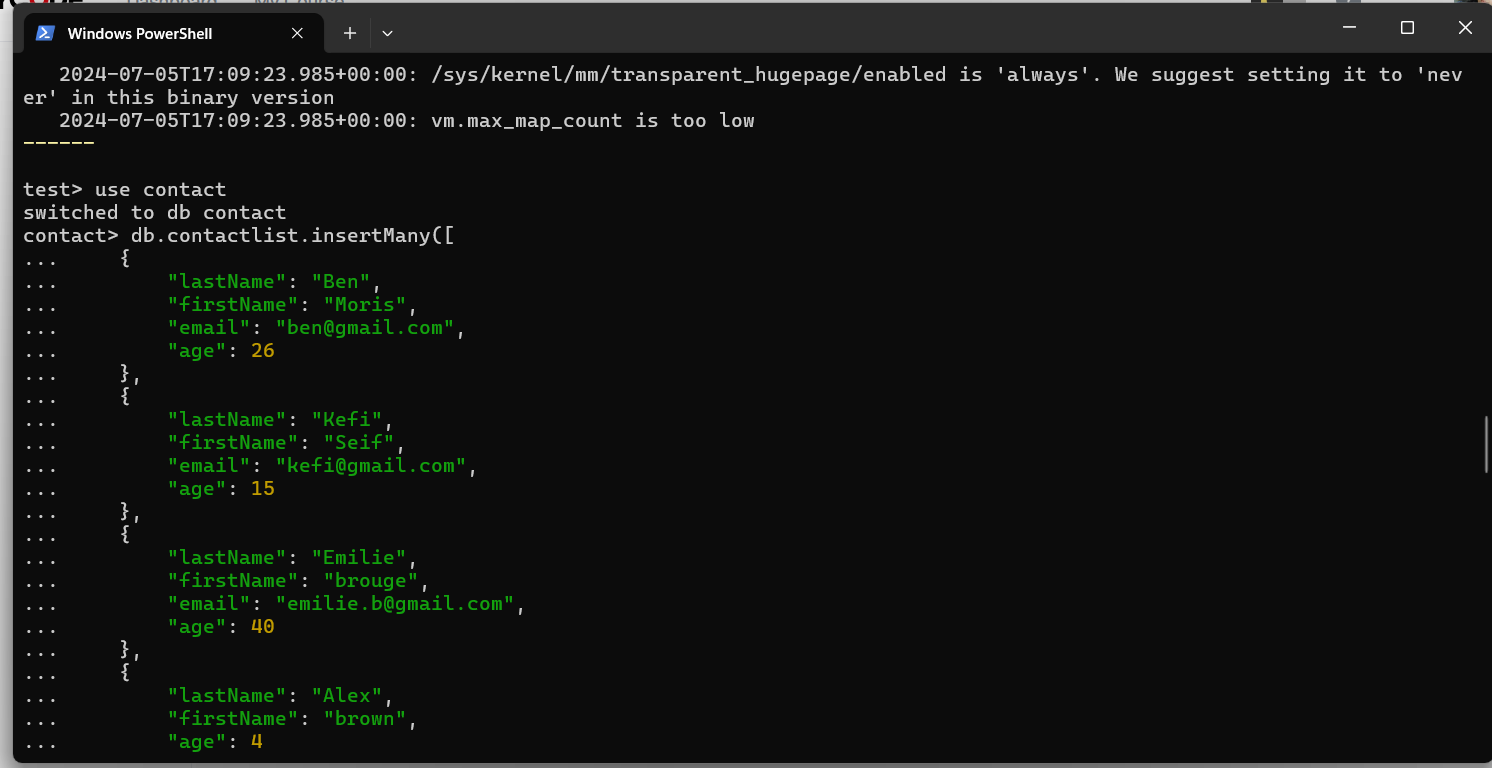 Windows PowerShell
2024-07-05T17:09:23.985+00:00: /sys/kernel/mm/transparent_hugepage/enabled is 'always'. We suggest setting it to 'nev
er' in this binary version
2024-07-05T17:09:23.985+00:00: vm.max_map_count is too low
------
test> use contact
switched to db contact
contact> db.contactlist.insertMany([
...     {
...         "lastName": "Ben",
...         "firstName": "Moris",
...         "email": "ben@gmail.com",
...         "age": 26
...     },
...     {
...         "lastName": "Kefi",
...         "firstName": "Seif",
...         "email": "kefi@gmail.com",
...         "age": 15
...     },
...     {
...         "lastName": "Emilie",
...         "firstName": "brouge",
...         "email": "emilie.b@gmail.com",
...         "age": 40
...     },
...     {
...         "lastName": "Alex",
...         "firstName": "brown",
...         "age": 4